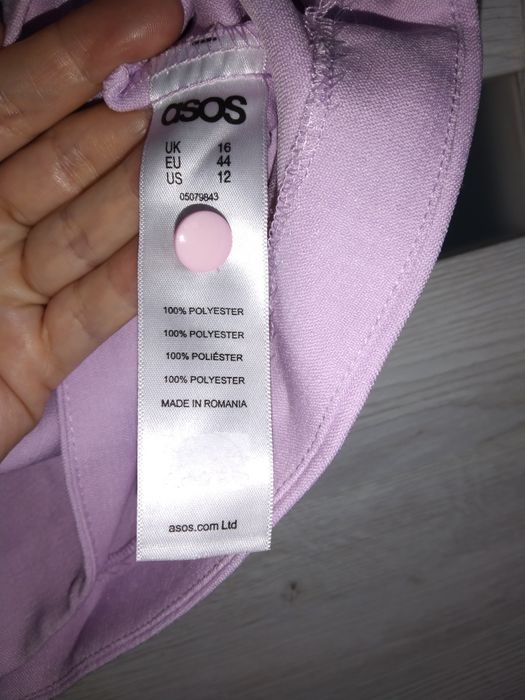 asos
UK 16
EU 44
US 12
05079843
100% POLYESTER
100% POLYESTER
100% POLIÉSTER
100% POLYESTER
MADE IN ROMANIA
asos.com Ltd